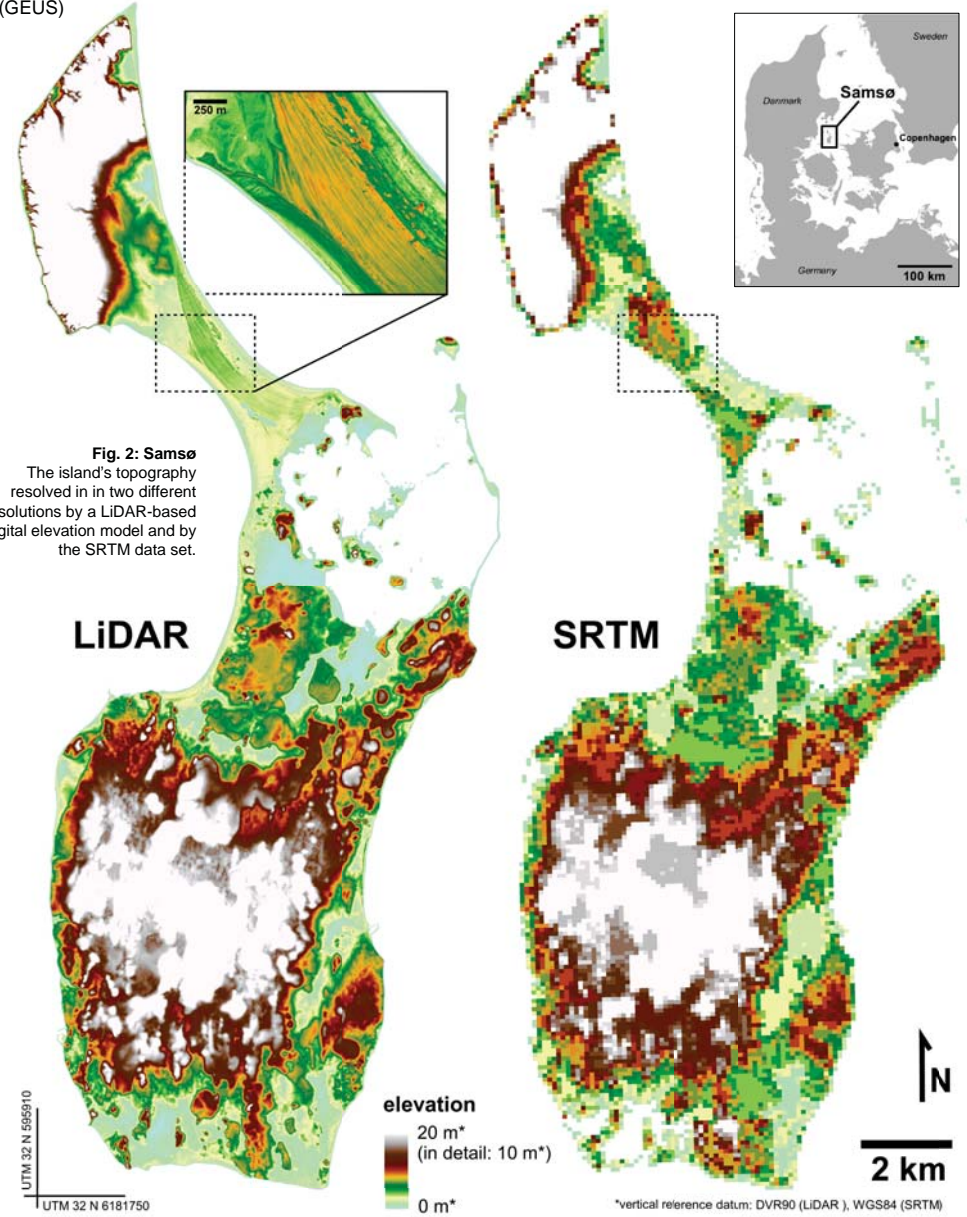 (GEUS)
250 m
Sweden
Denmark
Samsø
Copenhagen
Germany
100 km
Fig. 2: Samsø
The island's topography
resolved in in two different
solutions by a LiDAR-based
gital elevation model and by
the SRTM data set.
LiDAR
SRTM
N
2 km
elevation
20 m*
(in detail: 10 m*)
0 m*
UTM 32 N 595910
UTM 32 N 6181750
*vertical reference datum: DVR90 (LiDAR ), WGS84 (SRTM)